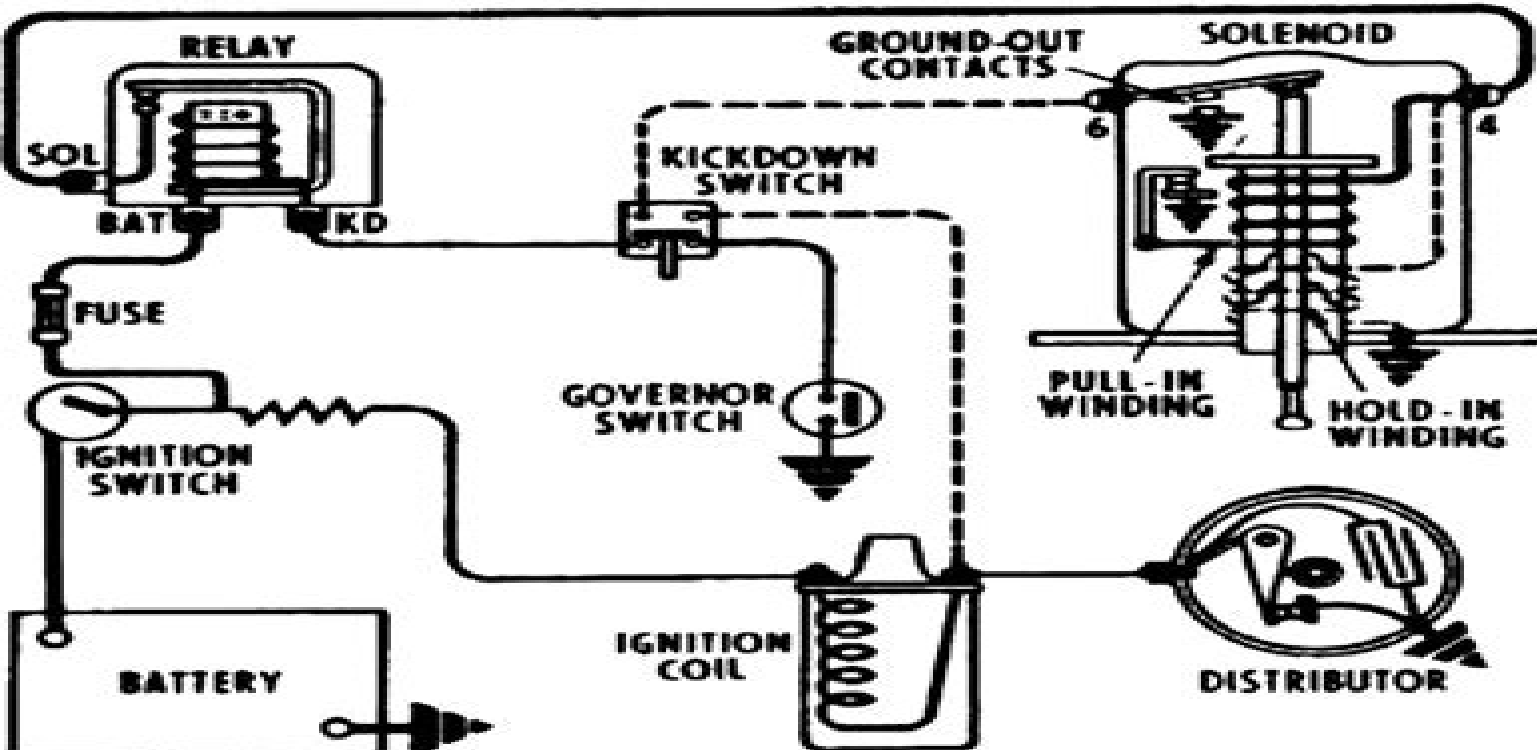 RELAY
GROUND-OUT
CONTACTS
SOLENOID
6
4
SOL
KICKDOWN
SWITCH
BAT
KD
FUSE
GOVERNOR
SWITCH
PULL-IN
WINDING
HOLD-IN
WINDING
IGNITION
SWITCH
IGNITION
COIL
BATTERY
DISTRIBUTOR